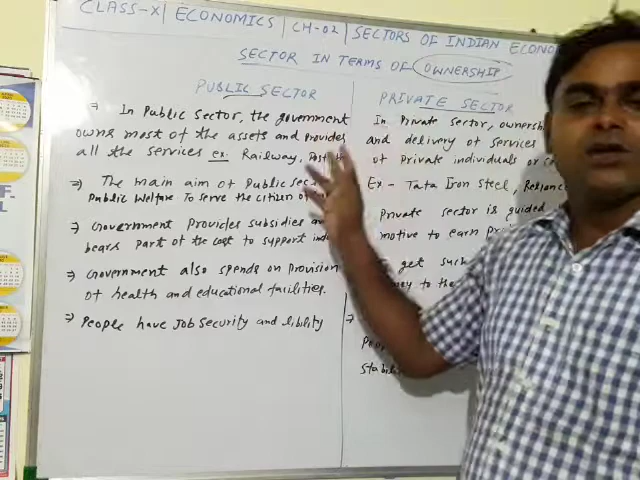 CLASS-X | ECONOMICS | CH-02 | SECTORS OF INDIAN ECONO
SECTOR IN TERMS OF OWNERSHIP
PUBLIC SECTOR
⇒ In Public Sector, the government
owns most of the assets and provides
all the services ex. Railway, Post
⇒ The main aim of Public Sec
Public Welfare To serve the citizen of
⇒ Government Provides subsidies
bears part of the cost to support
⇒ Government also spends on Provision
of health and educational facilities.
⇒ People have Job Security and
PRIVATE SECTOR
In Private Sector, ownersh
and delivery of services
of Private individuals or
Ex - Tata Iron Steel, Relianc
Private sector is guided
motive to earn
get such
to the
⇒